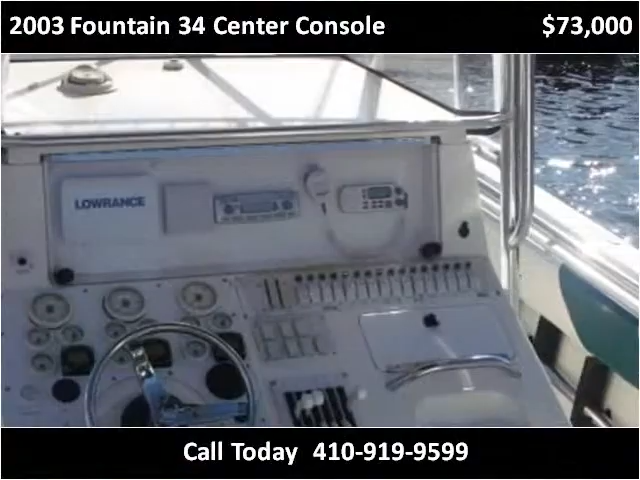 2003 Fountain 34 Center Console $73,000
LOWRANCE
Call Today 410-919-9599